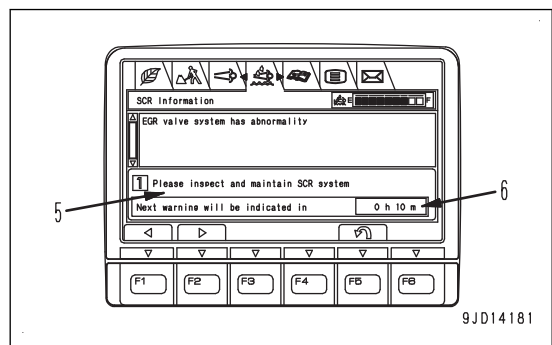 SCR Information
E F
EGR valve system has abnormality
1 Please inspect and maintain SCR system
5
6
Next warning will be indicated in 0 h 10 m
F1 F2 F3 F4 F5 F6
9JD14181